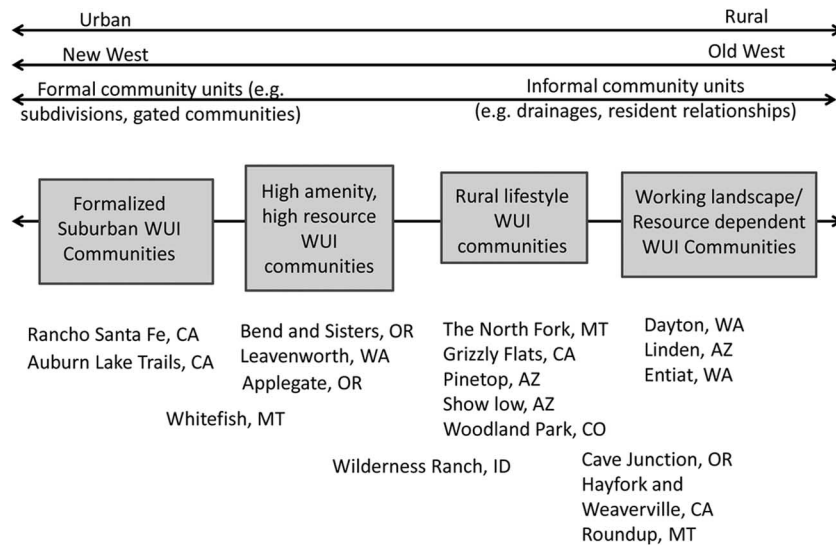 Urban Rural
New West Old West
Formal community units (e.g. Informal community units
subdivisions, gated communities) (e.g. drainages, resident relationships)
Formalized
Suburban WUI
Communities
High amenity,
high resource
WUI
communities
Rural lifestyle
WUI
communities
Working landscape/
Resource dependent
WUI Communities
Rancho Santa Fe, CA
Auburn Lake Trails, CA
Whitefish, MT
Bend and Sisters, OR
Leavenworth, WA
Applegate, OR
Wilderness Ranch, ID
The North Fork, MT
Grizzly Flats, CA
Pinetop, AZ
Show low, AZ
Woodland Park, CO
Dayton, WA
Linden, AZ
Entiat, WA
Cave Junction, OR
Hayfork and
Weaverville, CA
Roundup, MT